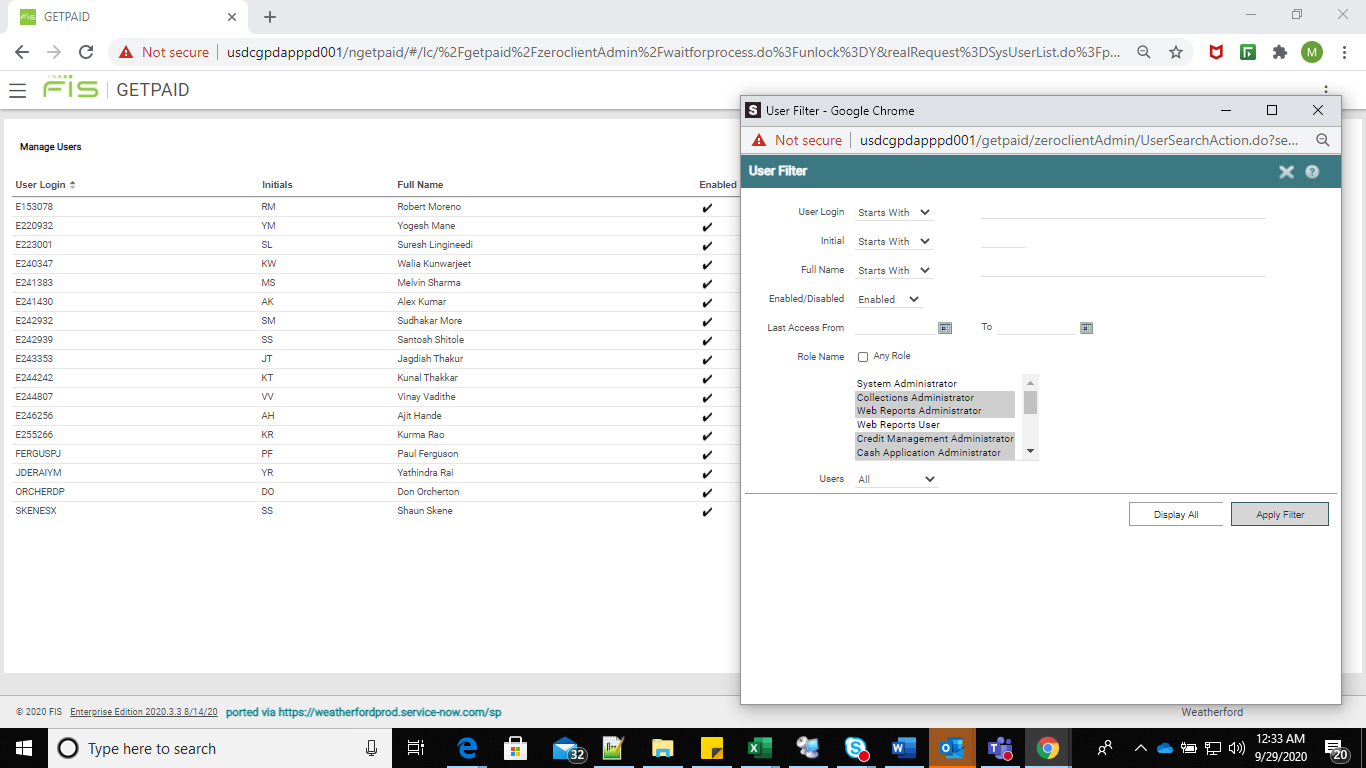 FIS GETPAID
Not secure usdcgpdapppd001/ngetpaid/#/lc/%2Fgetpaid%2FzeroclientAdmin%2Fwaitforprocess.do%3Funlock%3DY&realRequest%3DSysUserList.do%3Fp...
M
FIS GETPAID
Manage Users
User Login Initials Full Name Enabled
E153078 RM Robert Moreno
E220932 YM Yogesh Mane
E223001 SL Suresh Lingineedi
E240347 KW Walia Kunwarjeet
E241383 MS Melvin Sharma
E241430 AK Alex Kumar
E242932 SM Sudhakar More
E242939 SS Santosh Shitole
E243353 JT Jagdish Thakur
E244242 KT Kunal Thakkar
E244807 VV Vinay Vadithe
E246256 AH Ajit Hande
E255266 KR Kurma Rao
FERGUSPJ PF Paul Ferguson
JDERAIYM YR Yathindra Rai
ORCHERDP DO Don Orcherton
SKENESX SS Shaun Skene
S User Filter - Google Chrome
Not secure usdcgpdapppd001/getpaid/zeroclientAdmin/UserSearchAction.do?se...
User Filter ?
User Login Starts With
Initial Starts With
Full Name Starts With
Enabled/Disabled Enabled
Last Access From To
Role Name Any Role
System Administrator
Collections Administrator
Web Reports Administrator
Web Reports User
Credit Management Administrator
Cash Application Administrator
Users All
Display All Apply Filter
© 2020 FIS Enterprise Edition 2020.3.3 8/14/20 ported via https://weatherfordprod.service-now.com/sp Weatherford
Type here to search 32 12:33 AM
9/29/2020 20